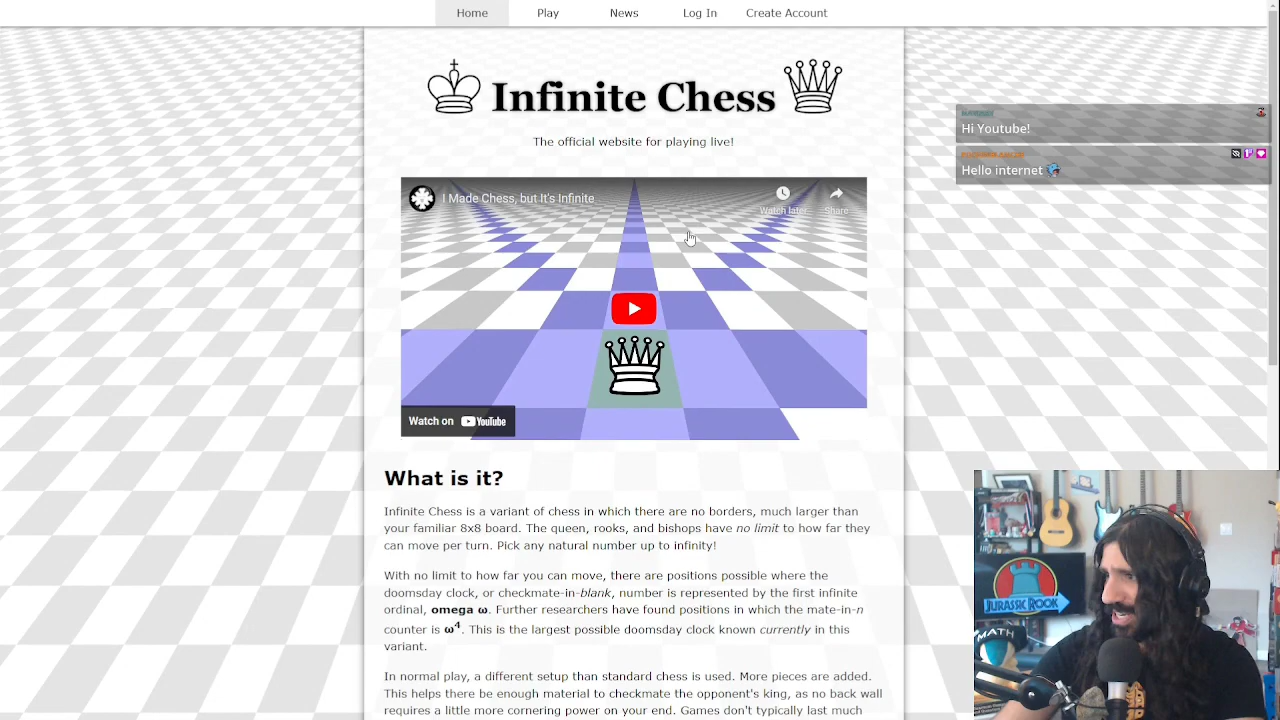 Home Play News Log In Create Account
Infinite Chess
The official website for playing live!
I Made Chess, but It's Infinite
Watch later Share
Watch on YouTube
Hi Youtube!
Hello internet
What is it?
Infinite Chess is a variant of chess in which there are no borders, much larger than
your familiar 8x8 board. The queen, rooks, and bishops have no limit to how far they
can move per turn. Pick any natural number up to infinity!
With no limit to how far you can move, there are positions possible where the
doomsday clock, or checkmate-in-blank, number is represented by the first infinite
ordinal, omega ω. Further researchers have found positions in which the mate-in-n
counter is ω⁴. This is the largest possible doomsday clock known currently in this
variant.
In normal play, a different setup than standard chess is used. More pieces are added.
This helps there be enough material to checkmate the opponent's king, as no back wall
requires a little more cornering power on your end. Games don't typically last much
JURASSIC ROOK
MATH